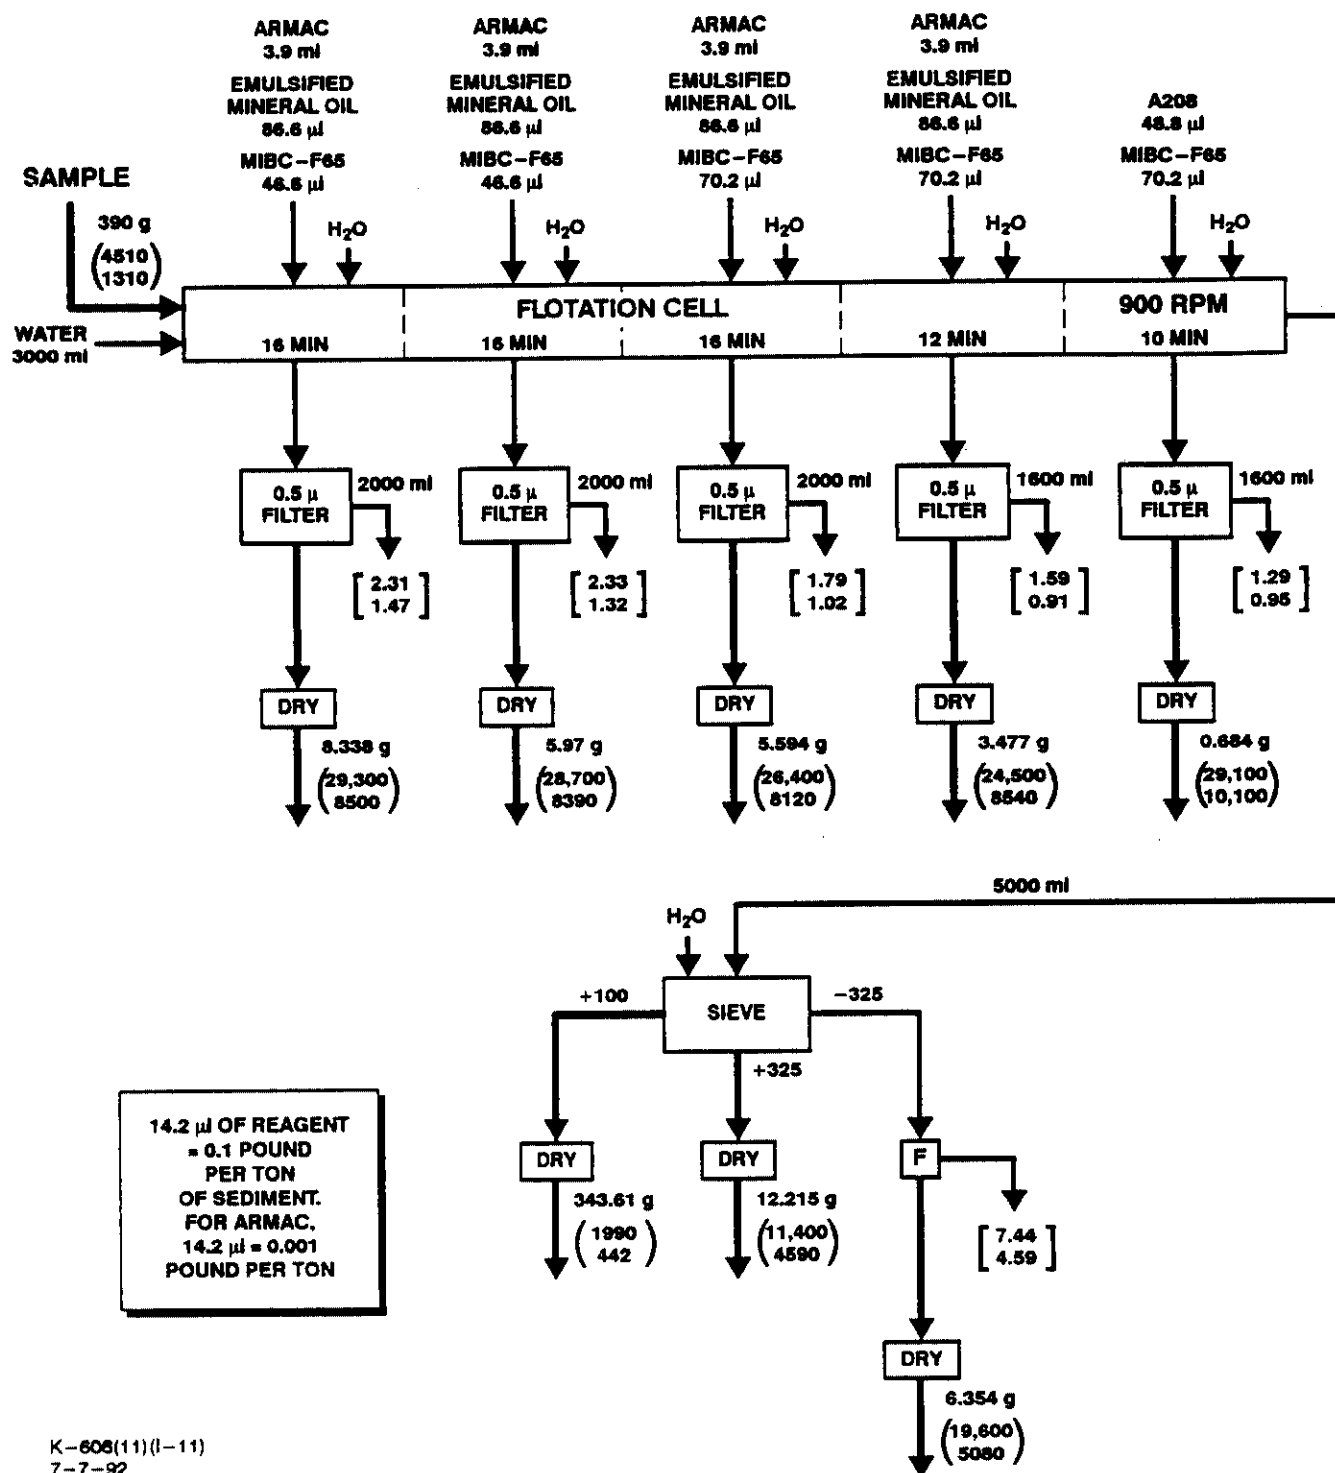 ARMAC
3.9 ml
EMULSIFIED
MINERAL OIL
86.6 µl
MIBC-F65
46.6 µl
H₂O
ARMAC
3.9 ml
EMULSIFIED
MINERAL OIL
86.6 µl
MIBC-F65
46.6 µl
H₂O
ARMAC
3.9 ml
EMULSIFIED
MINERAL OIL
86.6 µl
MIBC-F65
70.2 µl
H₂O
ARMAC
3.9 ml
EMULSIFIED
MINERAL OIL
86.6 µl
MIBC-F65
70.2 µl
H₂O
A208
48.8 µl
MIBC-F65
70.2 µl
H₂O
SAMPLE
390 g
(4510
1310)
WATER
3000 ml
FLOTATION CELL
900 RPM
16 MIN
16 MIN
16 MIN
12 MIN
10 MIN
0.5 µ
FILTER
2000 ml
[2.31
1.47]
0.5 µ
FILTER
2000 ml
[2.33
1.32]
0.5 µ
FILTER
2000 ml
[1.79
1.02]
0.5 µ
FILTER
1600 ml
[1.59
0.91]
0.5 µ
FILTER
1600 ml
[1.29
0.95]
DRY
8.338 g
(29,300
8500)
DRY
5.97 g
(28,700
8390)
DRY
5.594 g
(26,400
8120)
DRY
3.477 g
(24,500
8540)
DRY
0.684 g
(29,100
10,100)
5000 ml
H₂O
SIEVE
+100
-325
+325
DRY
343.61 g
(1990
442)
DRY
12.215 g
(11,400
4590)
F
[7.44
4.59]
DRY
6.354 g
(19,600
5080)
14.2 µl OF REAGENT
= 0.1 POUND
PER TON
OF SEDIMENT.
FOR ARMAC,
14.2 µl = 0.001
POUND PER TON
K-606(11)(I-11)
7-7-92